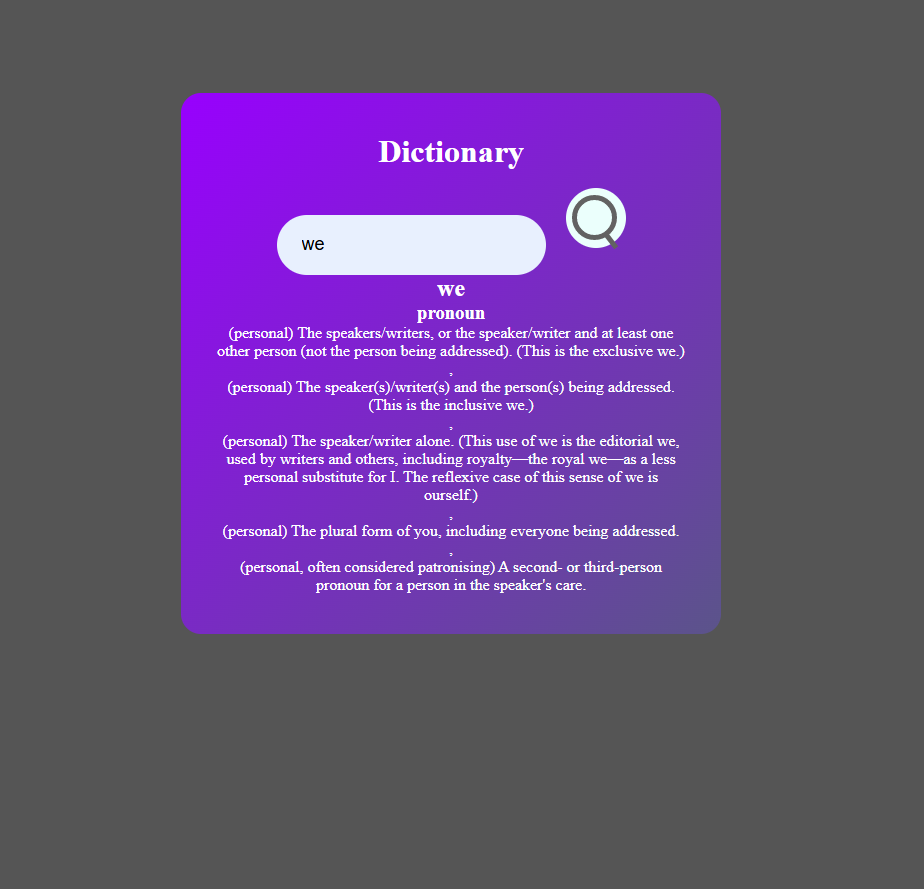 Dictionary
we
we
pronoun
(personal) The speakers/writers, or the speaker/writer and at least one
other person (not the person being addressed). (This is the exclusive we.)
,
(personal) The speaker(s)/writer(s) and the person(s) being addressed.
(This is the inclusive we.)
,
(personal) The speaker/writer alone. (This use of we is the editorial we,
used by writers and others, including royalty—the royal we—as a less
personal substitute for I. The reflexive case of this sense of we is
ourself.)
,
(personal) The plural form of you, including everyone being addressed.
,
(personal, often considered patronising) A second- or third-person
pronoun for a person in the speaker's care.